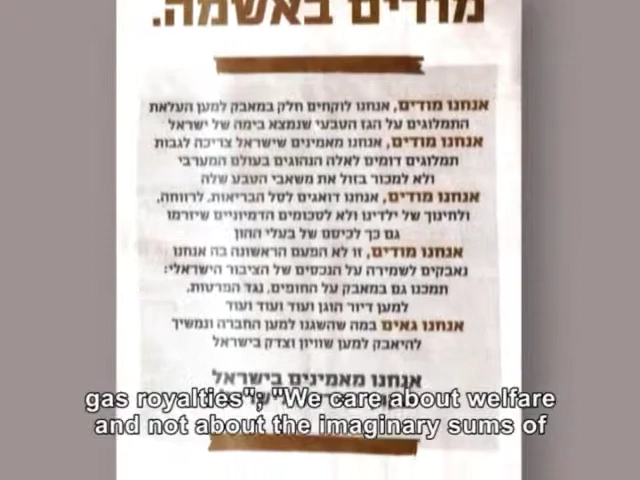 מודים באשמה.
אנחנו מודים, אנחנו לוקחים חלק במאבק למען העלאת
התמלוגים על הגז הטבעי שנמצא בימה של ישראל
אנחנו מודים, אנחנו מאמינים שישראל צריכה לגבות
תמלוגים דומים לאלה הנהוגים בעולם המערבי
ולא למכור בזול את משאבי הטבע שלה
אנחנו מודים, אנחנו דואגים לסל הבריאות, לרווחה,
ולחינוך של ילדינו ולא לסכומים הדמיוניים שיזרמו
גם כך לכיסם של בעלי ההון
אנחנו מודים, זו לא הפעם הראשונה בה אנחנו
נאבקים לשמירה על הנכסים של הציבור הישראלי:
תמכנו גם במאבק על החופים, נגד הפרטות,
למען דיור הוגן ועוד ועוד ועוד
אנחנו גאים במה שהשגנו למען החברה ונמשיך
להיאבק למען שוויון וצדק בישראל
אנחנו מאמינים בישראל
gas royalties"; "We care about welfare
and not about the imaginary sums of